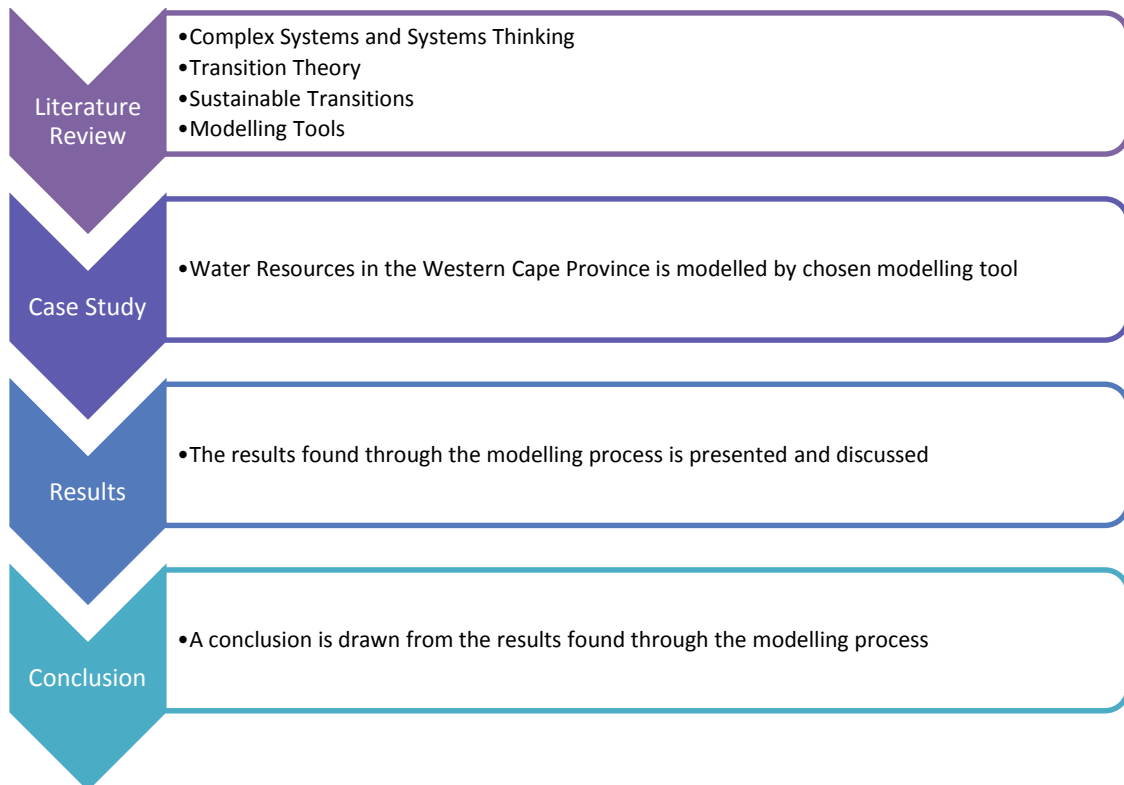 Literature
Review
•Complex Systems and Systems Thinking
•Transition Theory
•Sustainable Transitions
•Modelling Tools
Case Study
•Water Resources in the Western Cape Province is modelled by chosen modelling tool
Results
•The results found through the modelling process is presented and discussed
Conclusion
•A conclusion is drawn from the results found through the modelling process